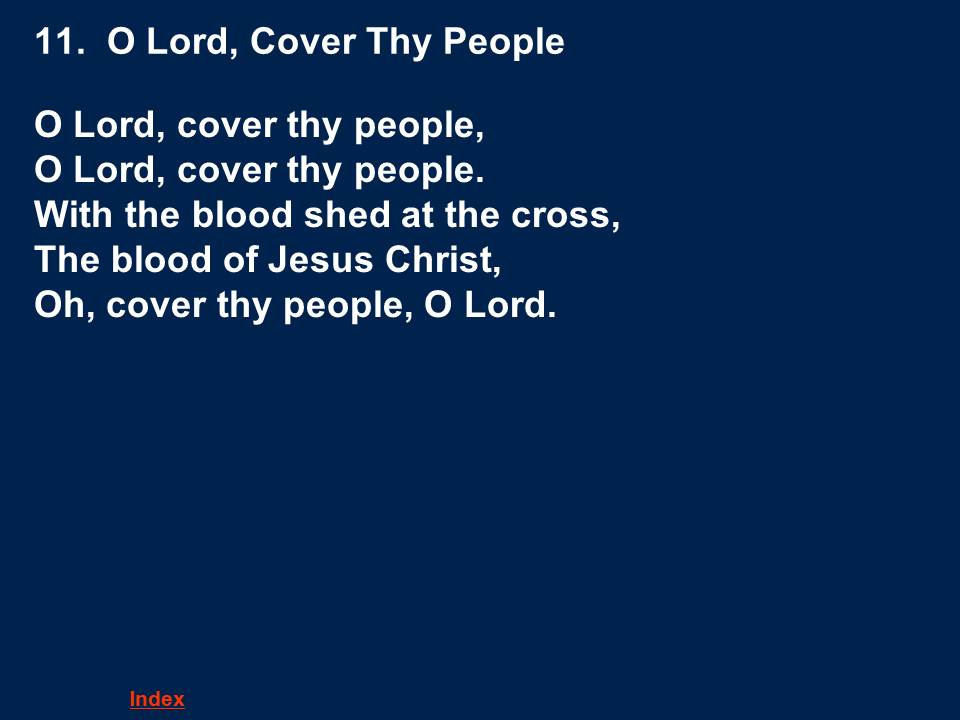 11. O Lord, Cover Thy People
O Lord, cover thy people,
O Lord, cover thy people.
With the blood shed at the cross,
The blood of Jesus Christ,
Oh, cover thy people, O Lord.
Index